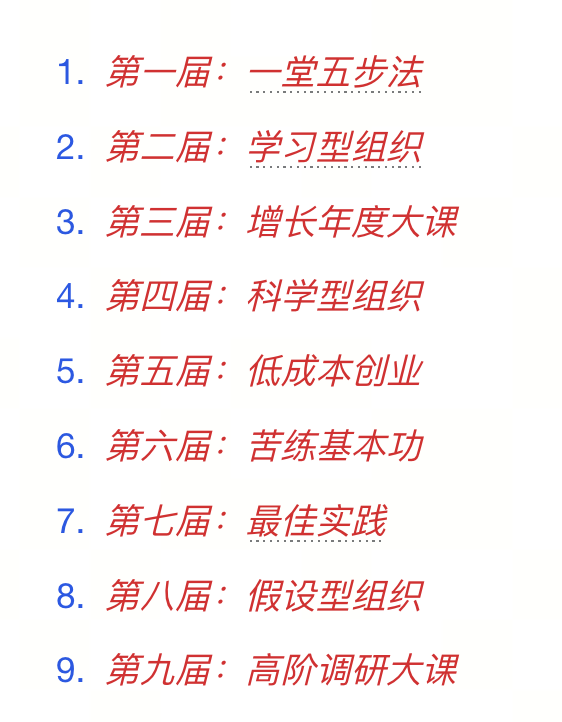 1. 第一届：一堂五步法
2. 第二届：学习型组织
3. 第三届：增长年度大课
4. 第四届：科学型组织
5. 第五届：低成本创业
6. 第六届：苦练基本功
7. 第七届：最佳实践
8. 第八届：假设型组织
9. 第九届：高阶调研大课